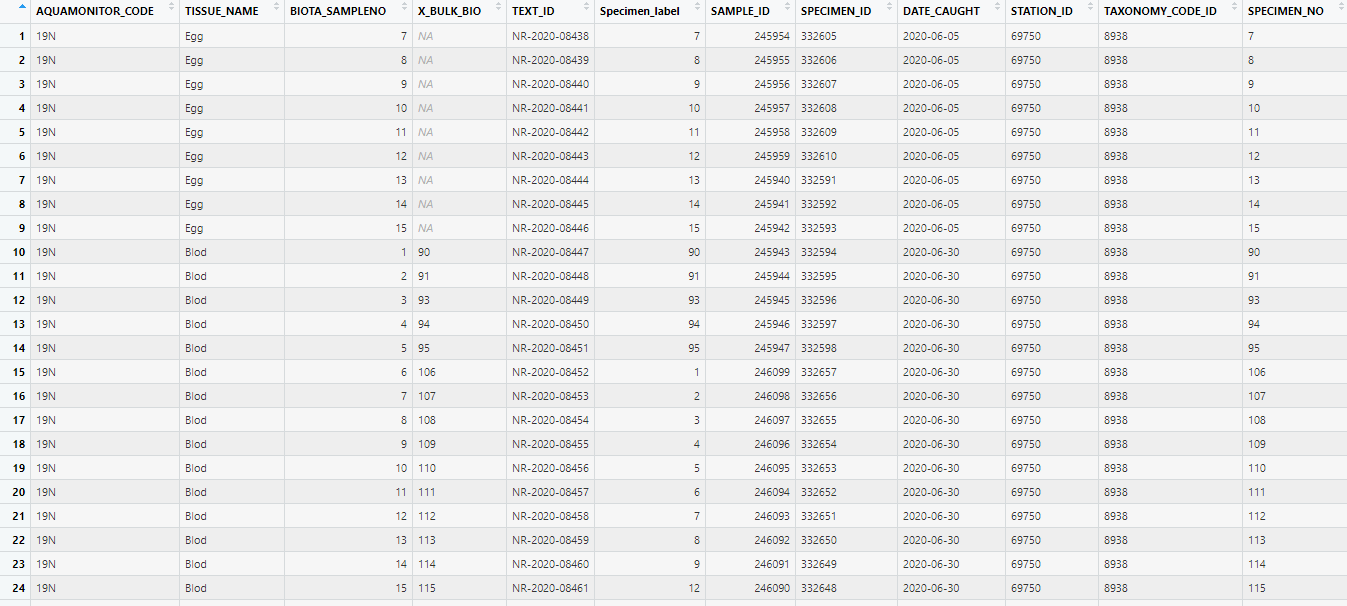 AQUAMONITOR_CODE TISSUE_NAME BIOTA_SAMPLENO X_BULK_BIO TEXT_ID Specimen_label SAMPLE_ID SPECIMEN_ID DATE_CAUGHT STATION_ID TAXONOMY_CODE_ID SPECIMEN_NO
1 19N Egg 7 NA NR-2020-08438 7 245954 332605 2020-06-05 69750 8938 7
2 19N Egg 8 NA NR-2020-08439 8 245955 332606 2020-06-05 69750 8938 8
3 19N Egg 9 NA NR-2020-08440 9 245956 332607 2020-06-05 69750 8938 9
4 19N Egg 10 NA NR-2020-08441 10 245957 332608 2020-06-05 69750 8938 10
5 19N Egg 11 NA NR-2020-08442 11 245958 332609 2020-06-05 69750 8938 11
6 19N Egg 12 NA NR-2020-08443 12 245959 332610 2020-06-05 69750 8938 12
7 19N Egg 13 NA NR-2020-08444 13 245940 332591 2020-06-05 69750 8938 13
8 19N Egg 14 NA NR-2020-08445 14 245941 332592 2020-06-05 69750 8938 14
9 19N Egg 15 NA NR-2020-08446 15 245942 332593 2020-06-05 69750 8938 15
10 19N Blod 1 90 NR-2020-08447 90 245943 332594 2020-06-30 69750 8938 90
11 19N Blod 2 91 NR-2020-08448 91 245944 332595 2020-06-30 69750 8938 91
12 19N Blod 3 93 NR-2020-08449 93 245945 332596 2020-06-30 69750 8938 93
13 19N Blod 4 94 NR-2020-08450 94 245946 332597 2020-06-30 69750 8938 94
14 19N Blod 5 95 NR-2020-08451 95 245947 332598 2020-06-30 69750 8938 95
15 19N Blod 6 106 NR-2020-08452 1 246099 332657 2020-06-30 69750 8938 106
16 19N Blod 7 107 NR-2020-08453 2 246098 332656 2020-06-30 69750 8938 107
17 19N Blod 8 108 NR-2020-08454 3 246097 332655 2020-06-30 69750 8938 108
18 19N Blod 9 109 NR-2020-08455 4 246096 332654 2020-06-30 69750 8938 109
19 19N Blod 10 110 NR-2020-08456 5 246095 332653 2020-06-30 69750 8938 110
20 19N Blod 11 111 NR-2020-08457 6 246094 332652 2020-06-30 69750 8938 111
21 19N Blod 12 112 NR-2020-08458 7 246093 332651 2020-06-30 69750 8938 112
22 19N Blod 13 113 NR-2020-08459 8 246092 332650 2020-06-30 69750 8938 113
23 19N Blod 14 114 NR-2020-08460 9 246091 332649 2020-06-30 69750 8938 114
24 19N Blod 15 115 NR-2020-08461 12 246090 332648 2020-06-30 69750 8938 115